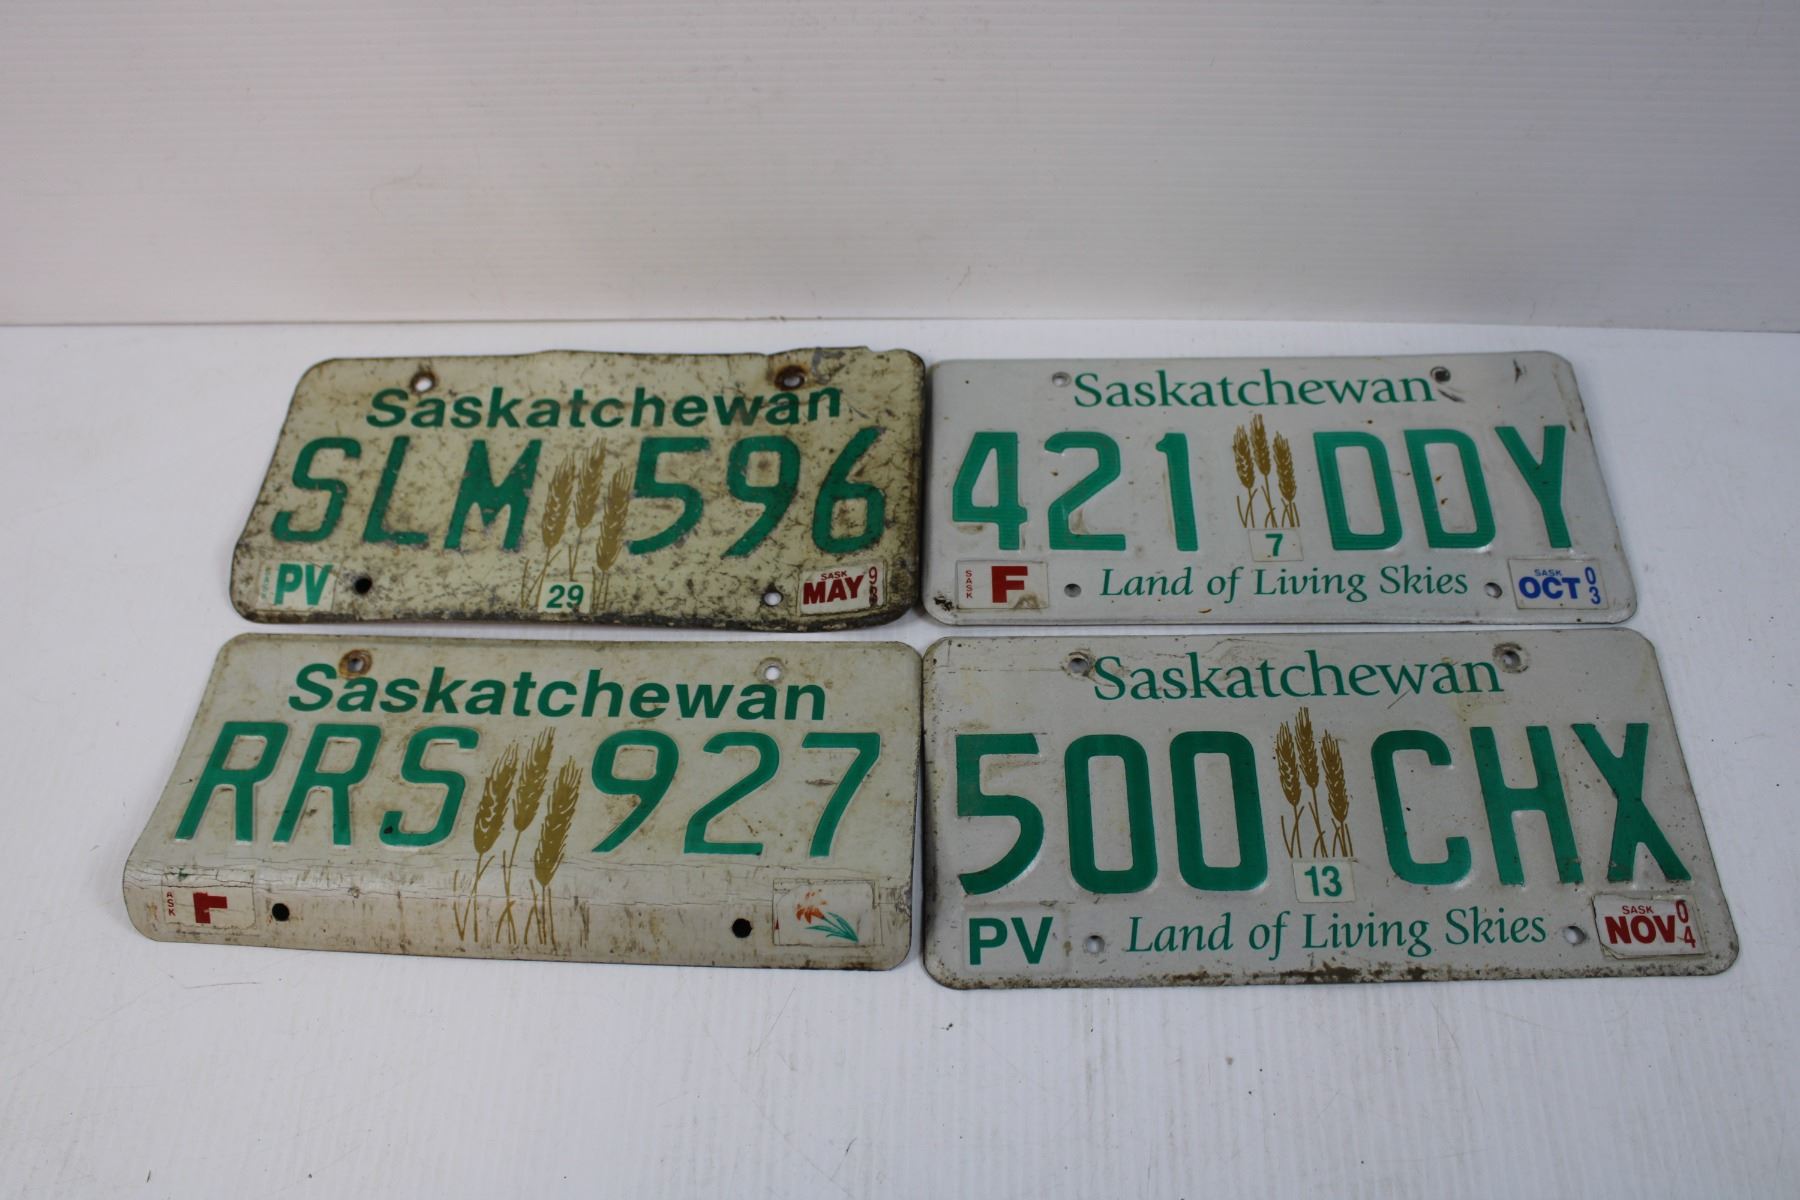 Saskatchewan
SLM 596
PV 29 SASK MAY
Saskatchewan
421 DDY
7
SASK F Land of Living Skies SASK OCT 03
Saskatchewan
RRS 927
SASK F
Saskatchewan
500 CHX
13
PV Land of Living Skies SASK NOV 04